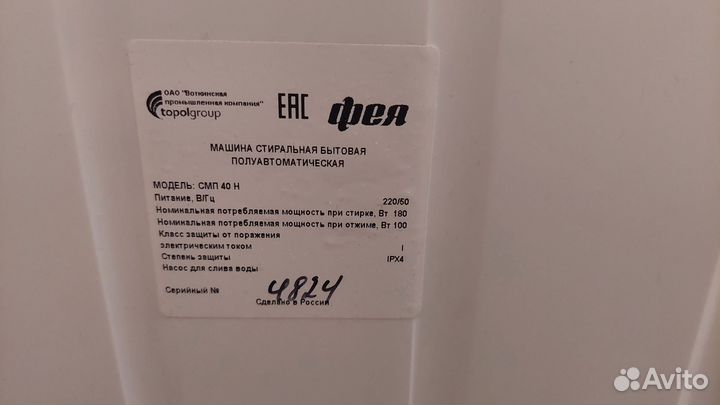 ОАО "Воткинская
промышленная компания"
topolgroup
EAC
фея
МАШИНА СТИРАЛЬНАЯ БЫТОВАЯ
ПОЛУАВТОМАТИЧЕСКАЯ
МОДЕЛЬ: СМП 40 Н
Питание, В/Гц 220/50
Номинальная потребляемая мощность при стирке, Вт 180
Номинальная потребляемая мощность при отжиме, Вт 100
Класс защиты от поражения
электрическим током I
Степень защиты IPX4
Насос для слива воды
Серийный № 4824
Сделано в России
Avito